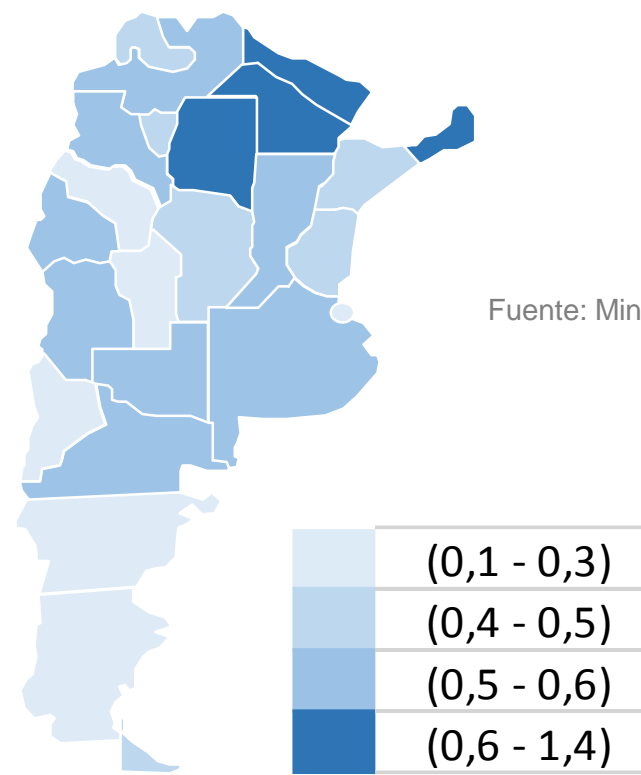 Fuente: Min
(0,1 - 0,3)
(0,4 - 0,5)
(0,5 - 0,6)
(0,6 - 1,4)